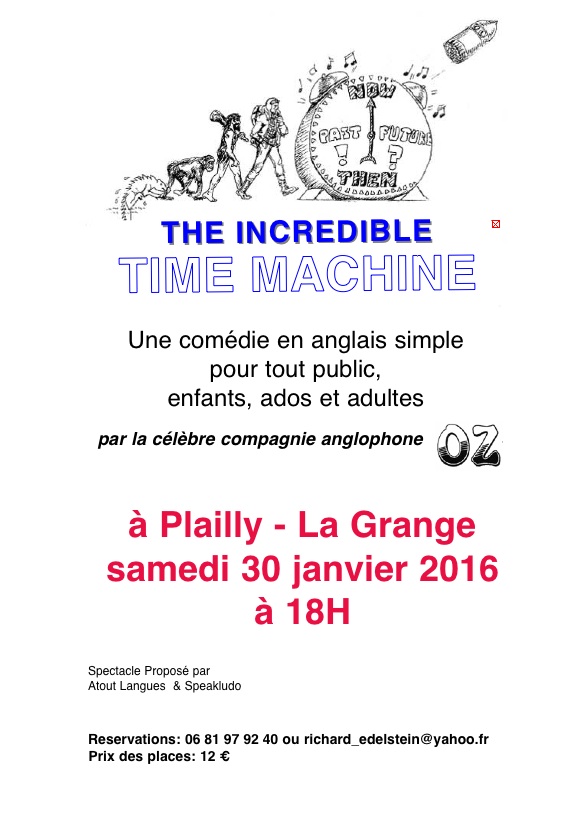 NOW
PAST FUTURE
! ?
THEN
THE INCREDIBLE
TIME MACHINE
Une comédie en anglais simple
pour tout public,
enfants, ados et adultes
par la célèbre compagnie anglophone OZ
à Plailly - La Grange
samedi 30 janvier 2016
à 18H
Spectacle Proposé par
Atout Langues & Speakludo
Reservations: 06 81 97 92 40 ou richard_edelstein@yahoo.fr
Prix des places: 12 €